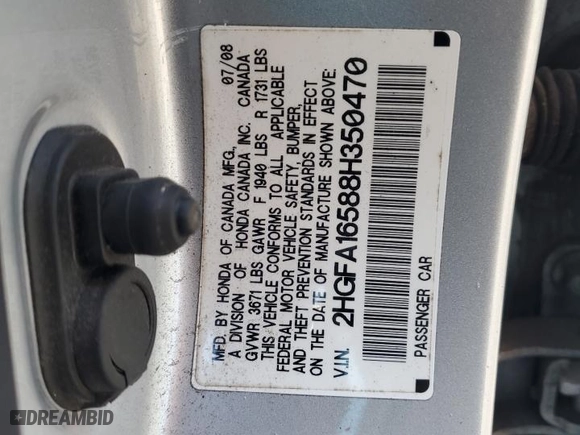 MFD. BY HONDA OF CANADA MFG., 07/08
A DIVISION OF HONDA CANADA INC. CANADA
GVWR 3671 LBS GAWR F 1940 LBS R 1731 LBS
THIS VEHICLE CONFORMS TO ALL APPLICABLE
FEDERAL MOTOR VEHICLE SAFETY, BUMPER,
AND THEFT PREVENTION STANDARDS IN EFFECT
ON THE DATE OF MANUFACTURE SHOWN ABOVE.
V.I.N. 2HGFA16588H350470
PASSENGER CAR
DREAMBID